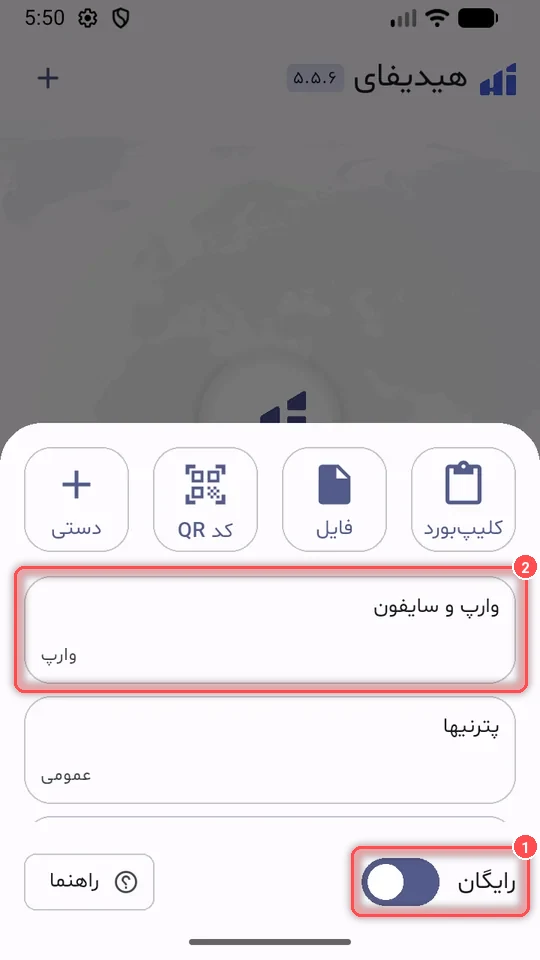 5:50
هیدیفای ۵.۵.۶
کلیپ‌بورد
فایل
کد QR
دستی
2
وارپ و سایفون
وارپ
پترنیها
عمومی
1
رایگان
راهنما